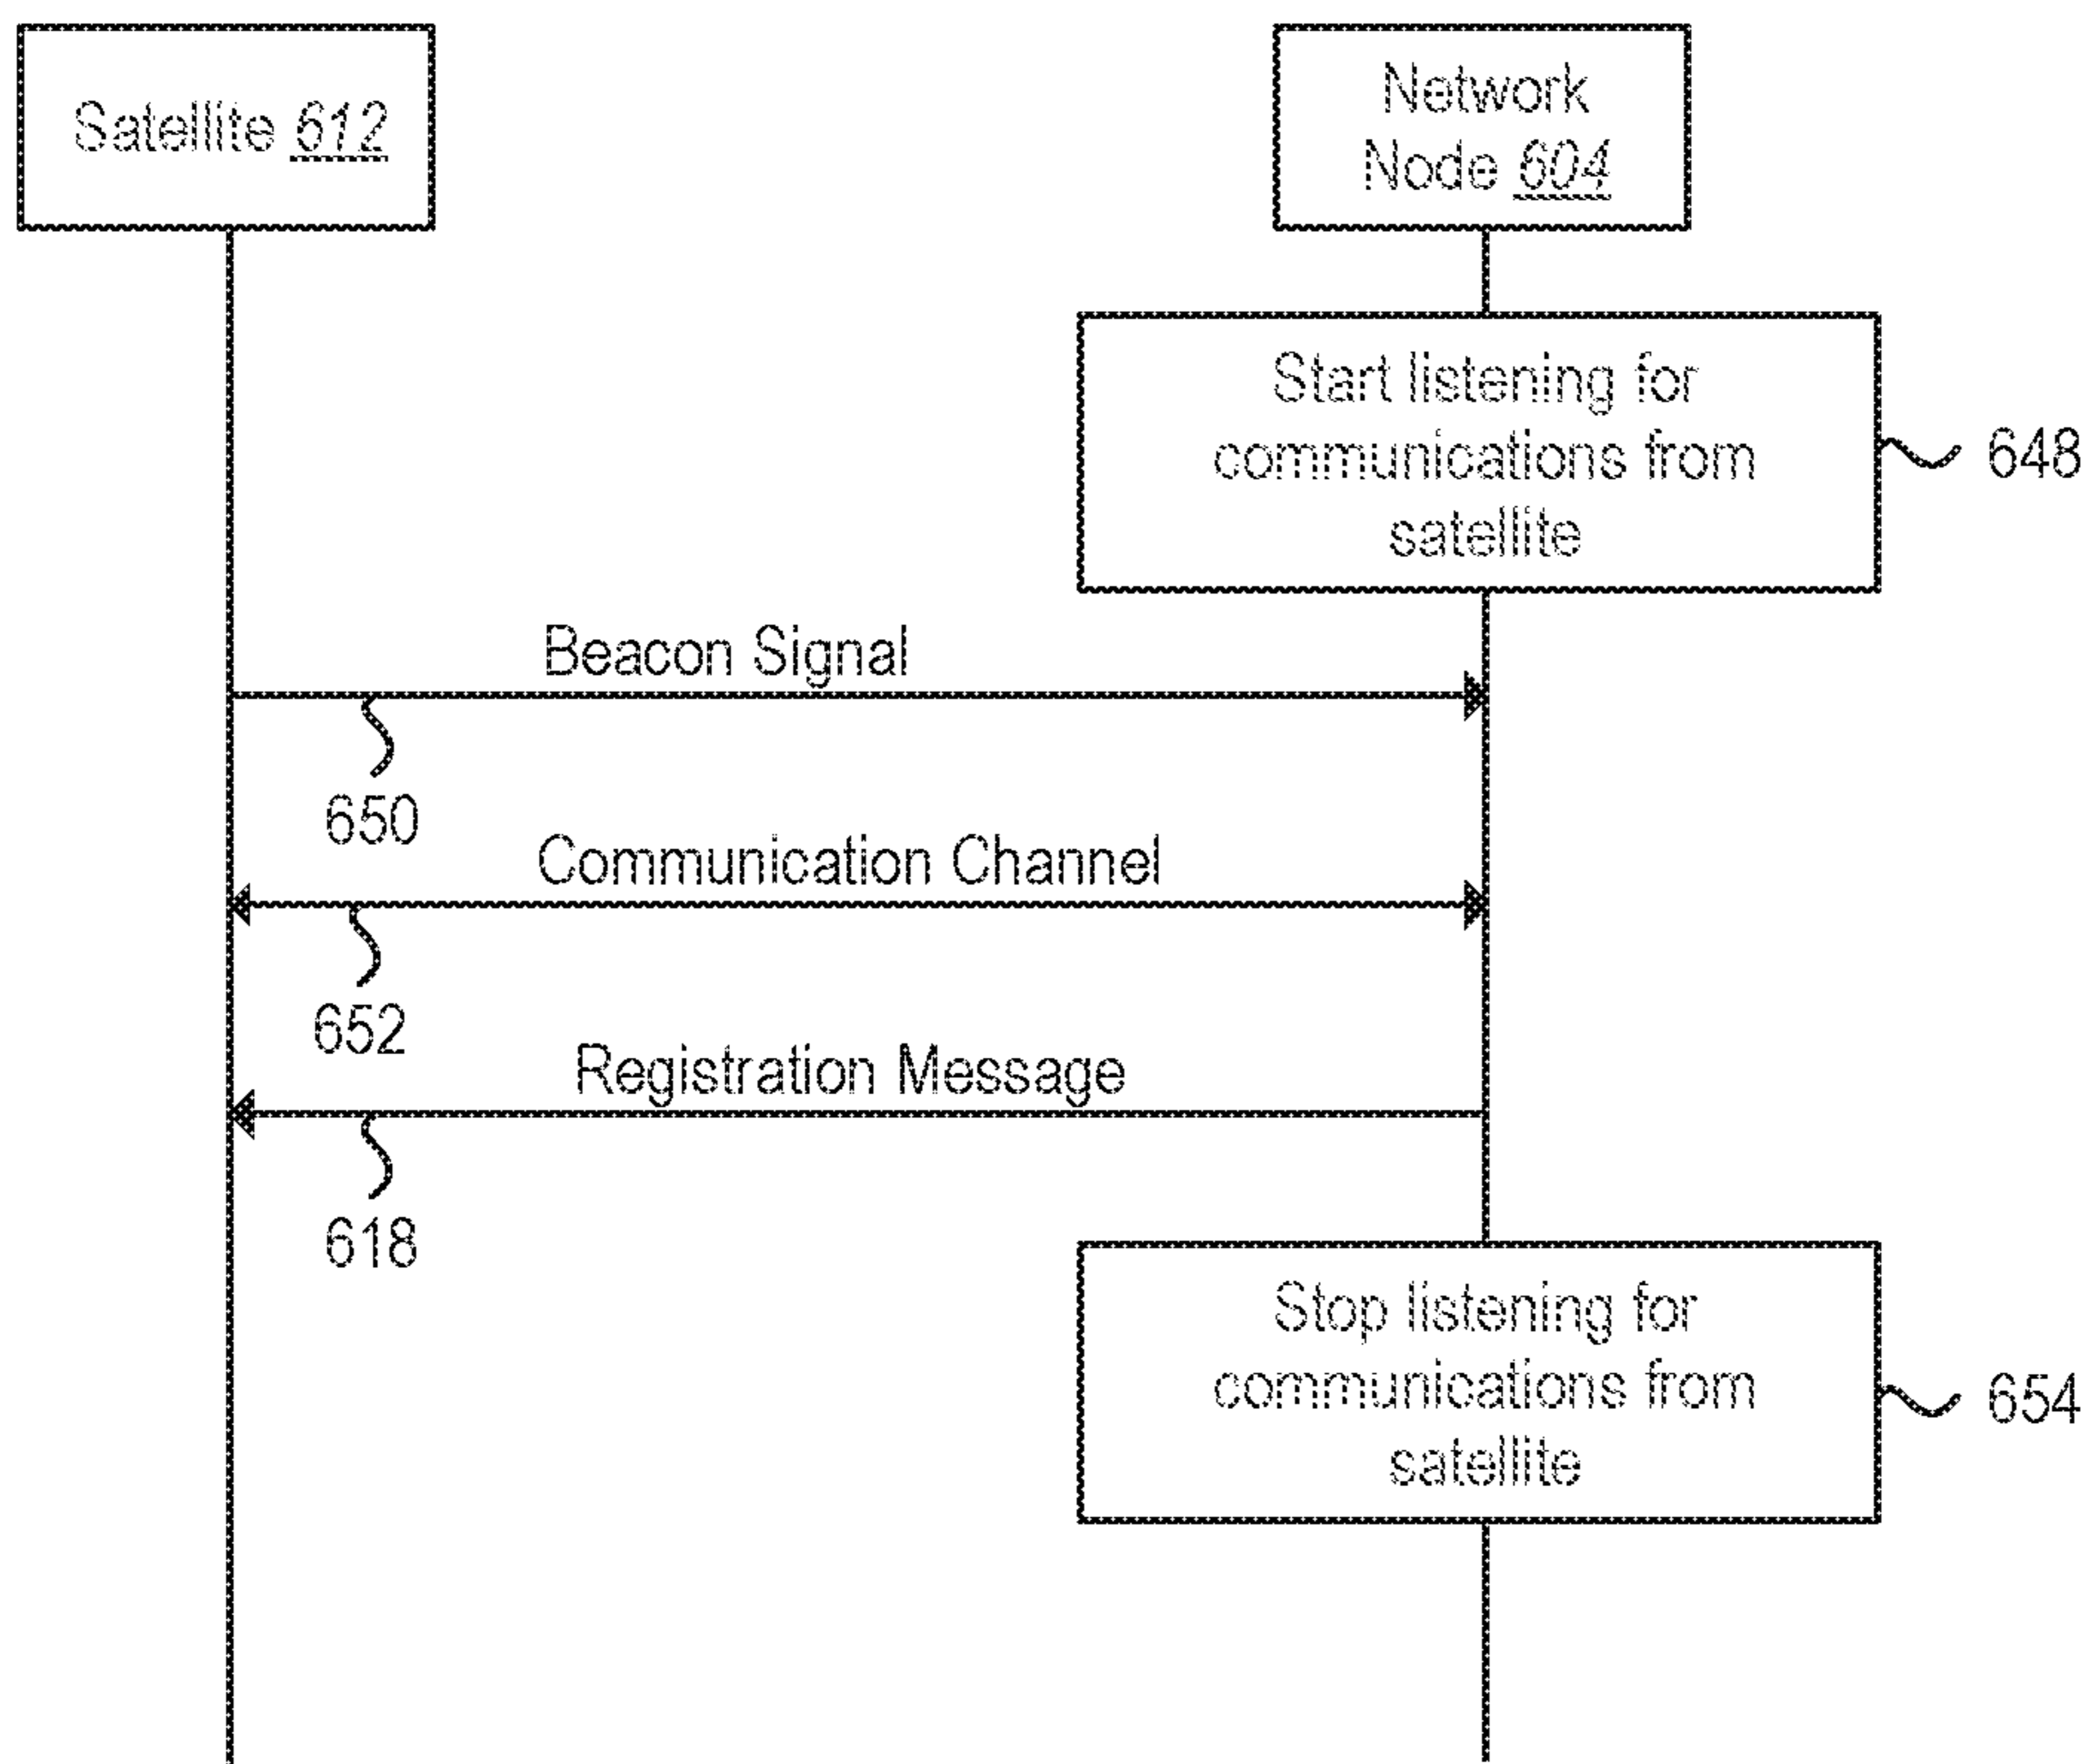 Satellite 612
Network
Node 604
Start listening for
communications from
satellite
648
Beacon Signal
650
Communication Channel
652
Registration Message
618
Stop listening for
communications from
satellite
654